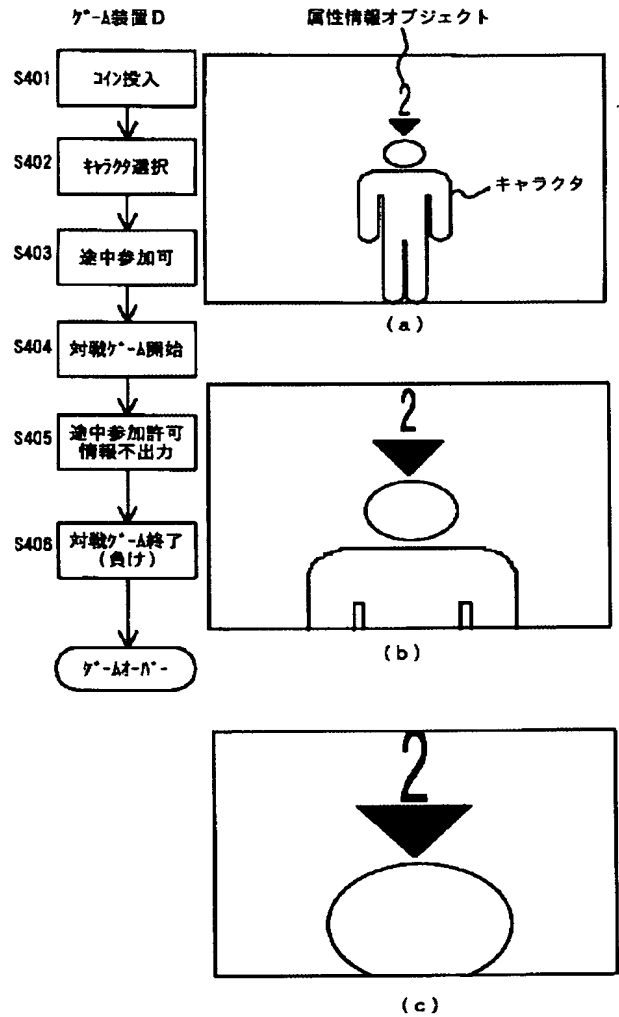 ゲーム装置D
S401
コイン投入
S402
キャラクタ選択
S403
途中参加可
S404
対戦ゲーム開始
S405
途中参加許可
情報不出力
S406
対戦ゲーム終了
(負け)
ゲームオーバー
属性情報オブジェクト
2
キャラクタ
(a)
2
(b)
2
(c)